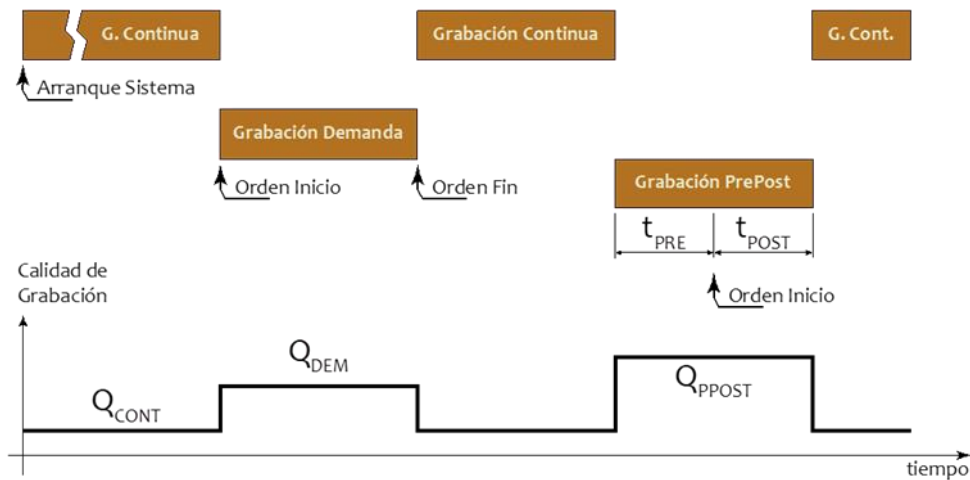 G. Continua
Grabación Continua
G. Cont.
Arranque Sistema
Grabación Demanda
Orden Inicio
Orden Fin
Grabación PrePost
tPRE
tPOST
Orden Inicio
Calidad de
Grabación
QCONT
QDEM
QPPOST
tiempo